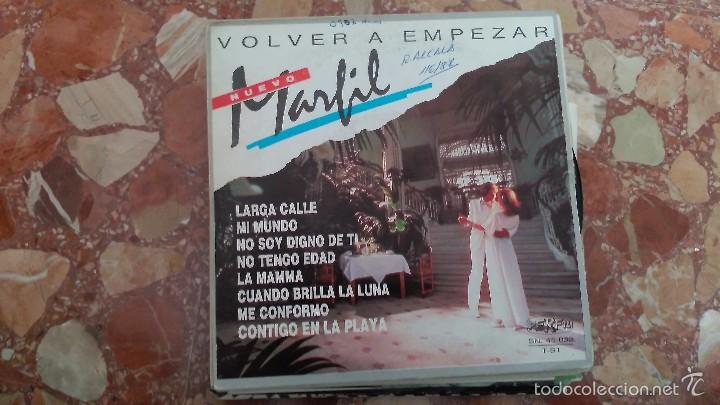 VOLVER A EMPEZAR
NUEVO
Marfil
LARGA CALLE
MI MUNDO
NO SOY DIGNO DE TI
NO TENGO EDAD
LA MAMMA
CUANDO BRILLA LA LUNA
ME CONFORMO
CONTIGO EN LA PLAYA
todocoleccion